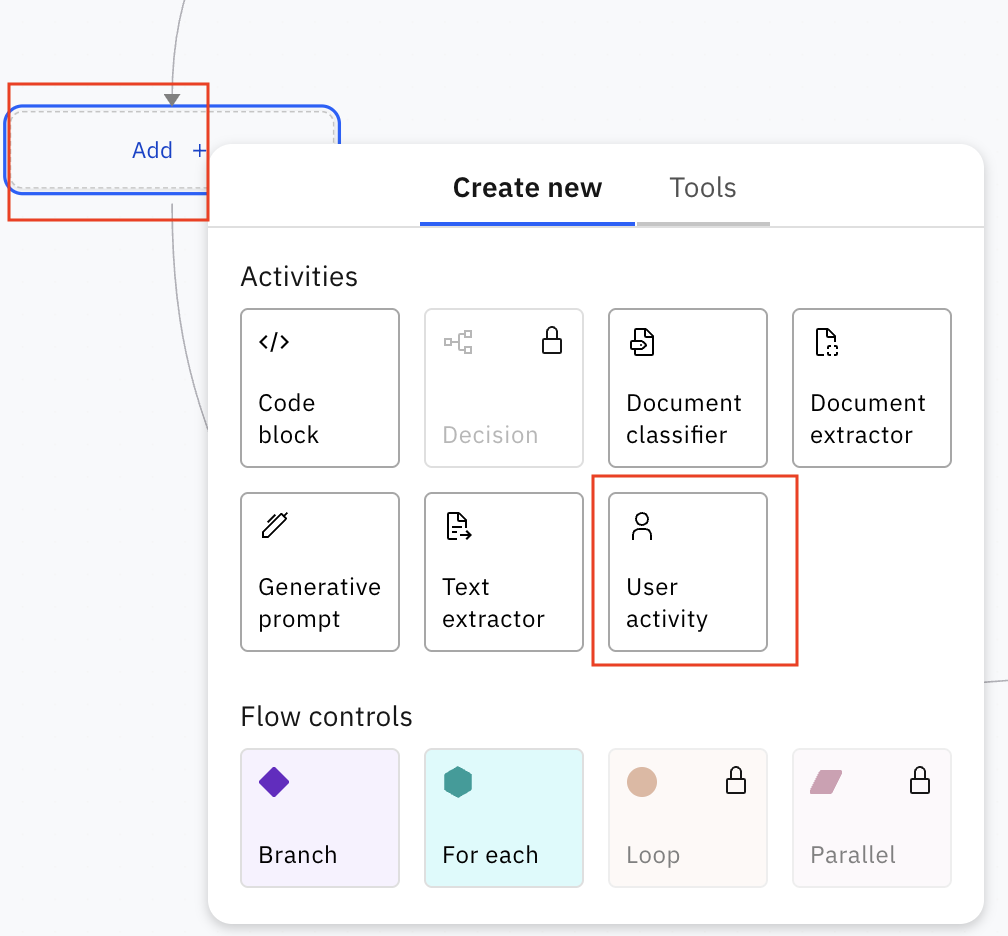 Add +
Create new
Tools
Activities
</>
Code
block
Decision
Document
classifier
Document
extractor
Generative
prompt
Text
extractor
User
activity
Flow controls
Branch
For each
Loop
Parallel